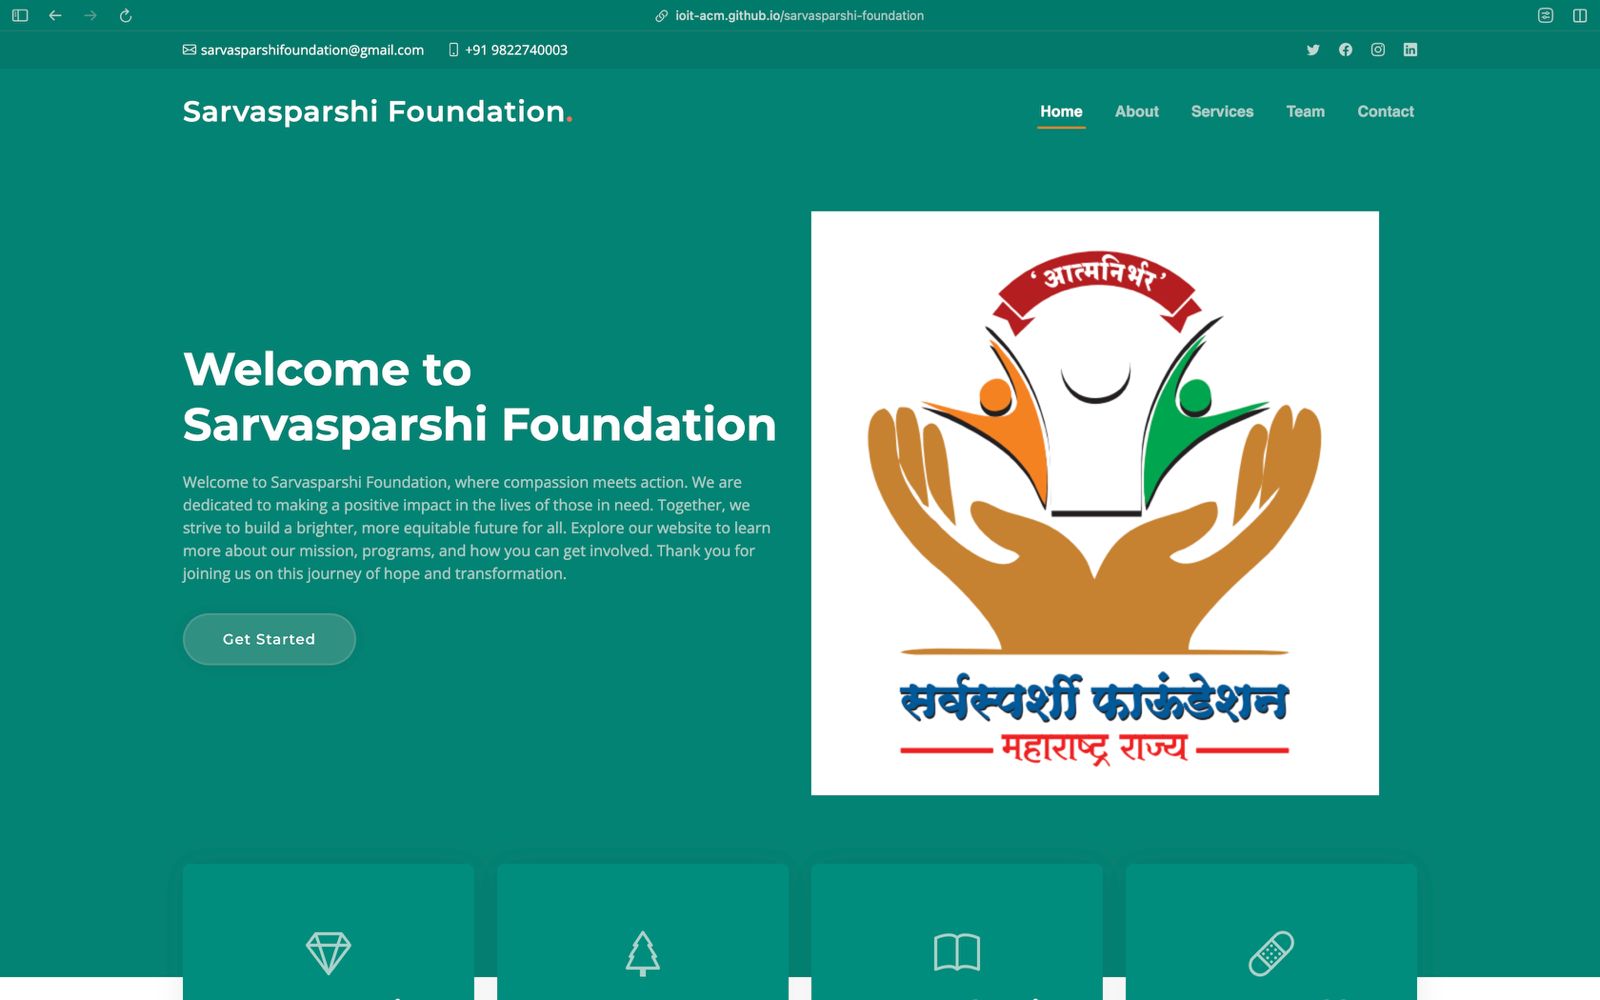 ioit-acm.github.io/sarvasparshi-foundation
sarvasparshifoundation@gmail.com +91 9822740003
Sarvasparshi Foundation.
Home About Services Team Contact
Welcome to
Sarvasparshi Foundation
Welcome to Sarvasparshi Foundation, where compassion meets action. We are
dedicated to making a positive impact in the lives of those in need. Together, we
strive to build a brighter, more equitable future for all. Explore our website to learn
more about our mission, programs, and how you can get involved. Thank you for
joining us on this journey of hope and transformation.
Get Started
‘आत्मनिर्भर’
सर्वस्पर्शी फाऊंडेशन
महाराष्ट्र राज्य